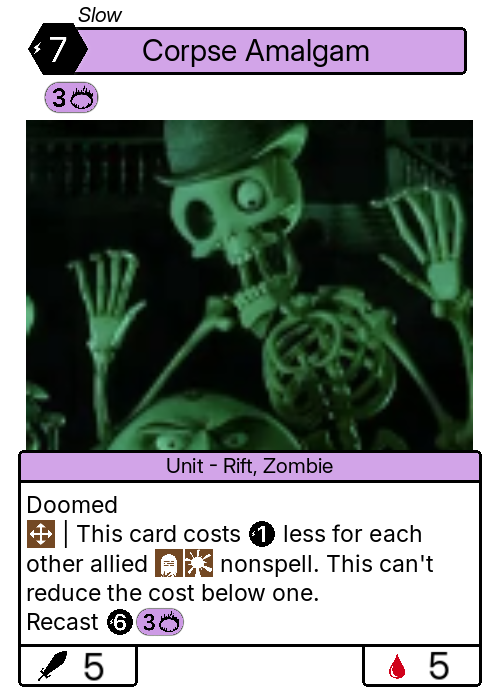 Slow
7
Corpse Amalgam
3
Unit - Rift, Zombie
Doomed
| This card costs 1 less for each
other allied nonspell. This can't
reduce the cost below one.
Recast 6 3
5
5